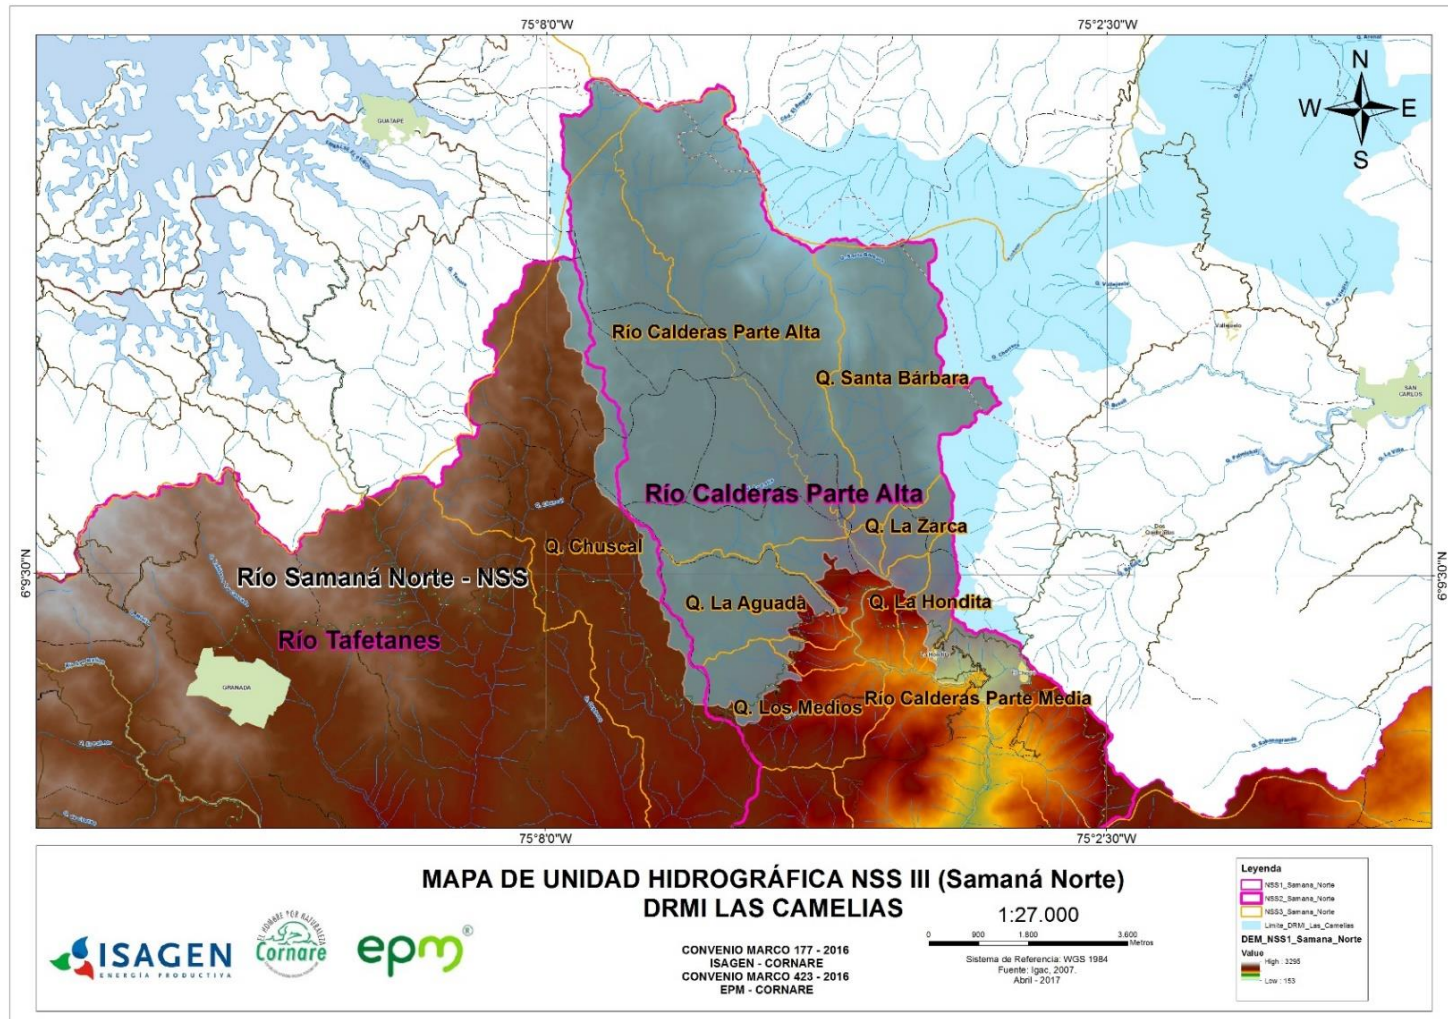 75°8'0"W
75°2'30"W
N
W E
S
GUATAPE
Río Calderas Parte Alta
Q. Santa Bárbara
Vallejuelo
SAN
CARLOS
Río Calderas Parte Alta
Q. La Zarca
Q. Chuscal
6°9'30"N
6°9'30"N
Río Samaná Norte - NSS
Q. La Aguada
Q. La Hondita
Río Tafetanes
GRANADA
Río Calderas Parte Media
Q. Los Medios
75°8'0"W
75°2'30"W
MAPA DE UNIDAD HIDROGRÁFICA NSS III (Samaná Norte)
DRMI LAS CAMELIAS
1:27.000
0 900 1.800 3.600
Metros
Sistema de Referencia: WGS 1984
Fuente: Igac, 2007.
Abril - 2017
CONVENIO MARCO 177 - 2016
ISAGEN - CORNARE
CONVENIO MARCO 423 - 2016
EPM - CORNARE
ISAGEN
ENERGÍA PRODUCTIVA
EL HOMBRE POR NATURALEZA
Cornare
epm®
Leyenda
NSS1_Samana_Norte
NSS2_Samana_Norte
NSS3_Samana_Norte
Limite_DRMI_Las_Camelias
DEM_NSS1_Samana_Norte
Value
High : 3295
Low : 153